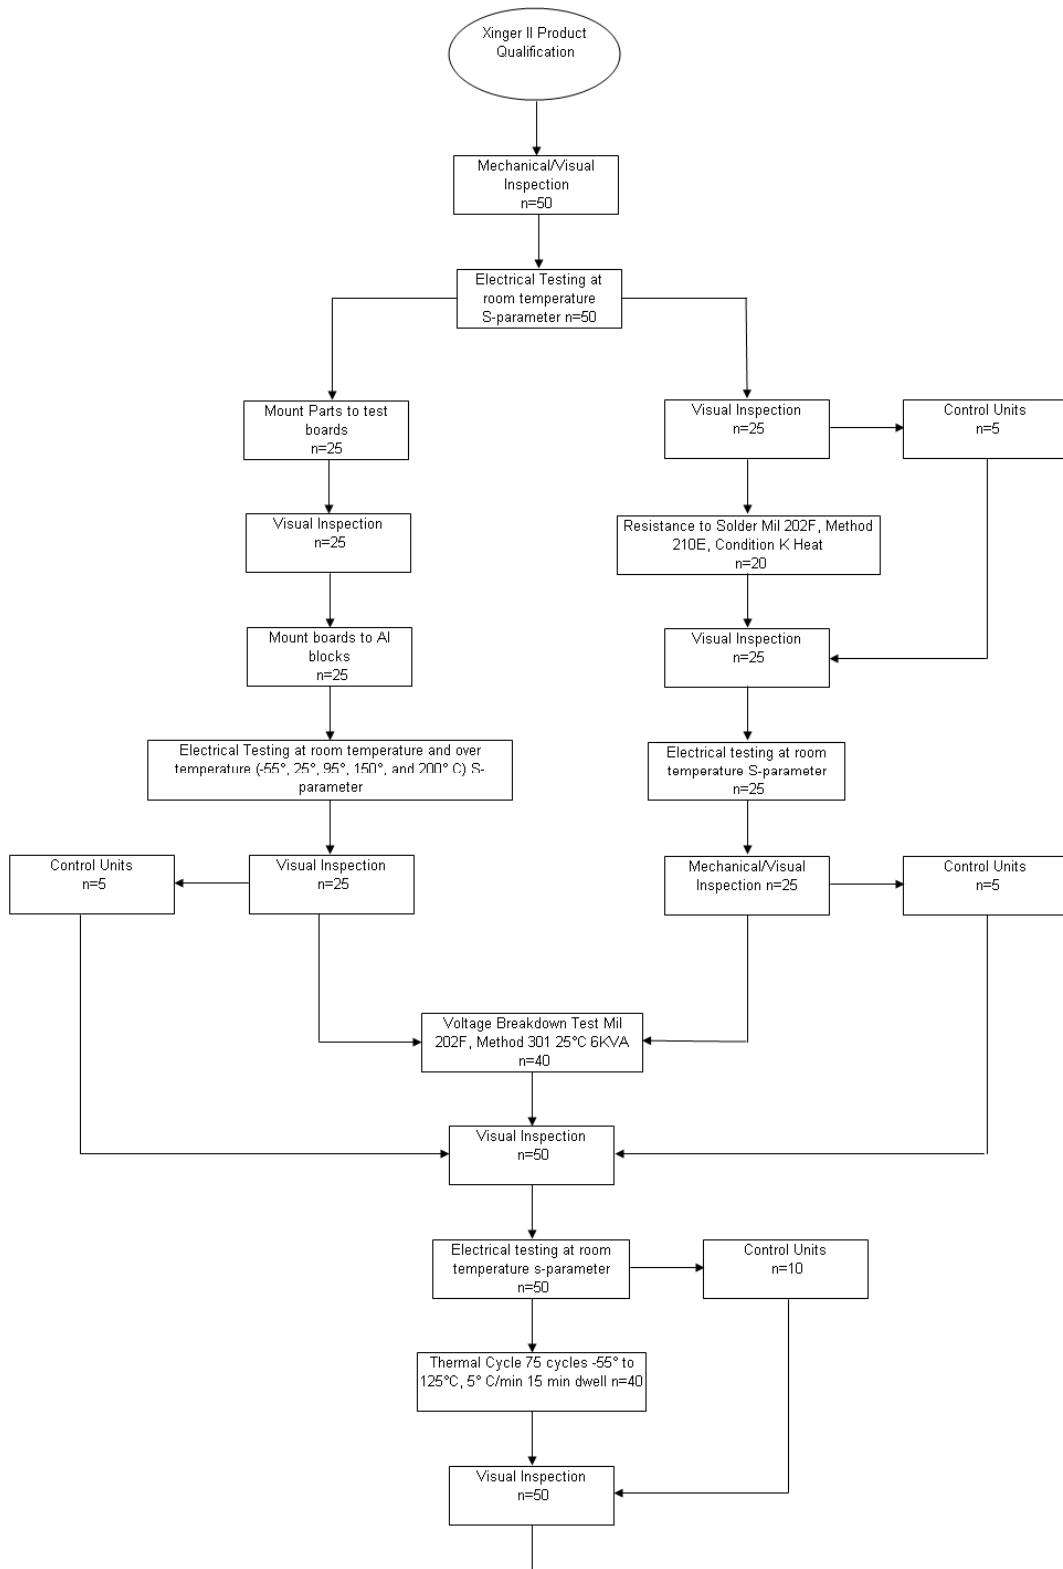 Xinger II Product
Qualification
Mechanical/Visual
Inspection
n=50
Electrical Testing at
room temperature
S-parameter n=50
Mount Parts to test
boards
n=25
Visual Inspection
n=25
Control Units
n=5
Visual Inspection
n=25
Resistance to Solder Mil 202F, Method
210E, Condition K Heat
n=20
Mount boards to Al
blocks
n=25
Visual Inspection
n=25
Electrical Testing at room temperature and over
temperature (-55°, 25°, 95°, 150°, and 200° C) S-
parameter
Electrical testing at room
temperature S-parameter
n=25
Control Units
n=5
Visual Inspection
n=25
Mechanical/Visual
Inspection n=25
Control Units
n=5
Voltage Breakdown Test Mil
202F, Method 301 25°C 6KVA
n=40
Visual Inspection
n=50
Electrical testing at room
temperature s-parameter
n=50
Control Units
n=10
Thermal Cycle 75 cycles -55° to
125°C, 5° C/min 15 min dwell n=40
Visual Inspection
n=50